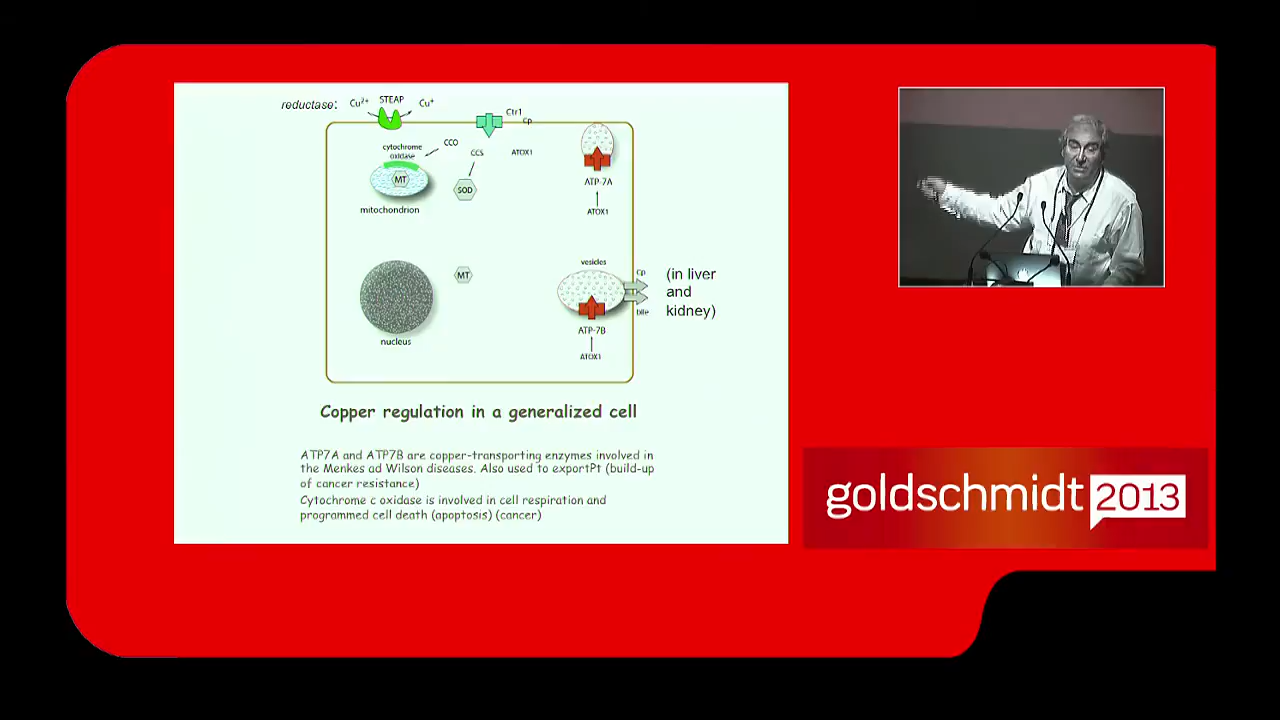 reductase: Cu²⁺ STEAP Cu⁺
Ctr1
Cp
cytochrome
oxidase
CCO
CCS
ATOX1
MT
SOD
mitochondrion
ATP-7A
ATOX1
nucleus
MT
vesicles
Cp
bile
(in liver
and
kidney)
ATP-7B
ATOX1
Copper regulation in a generalized cell
ATP7A and ATP7B are copper-transporting enzymes involved in
the Menkes ad Wilson diseases. Also used to exportPt (build-up
of cancer resistance)
Cytochrome c oxidase is involved in cell respiration and
programmed cell death (apoptosis) (cancer)
goldschmidt 2013